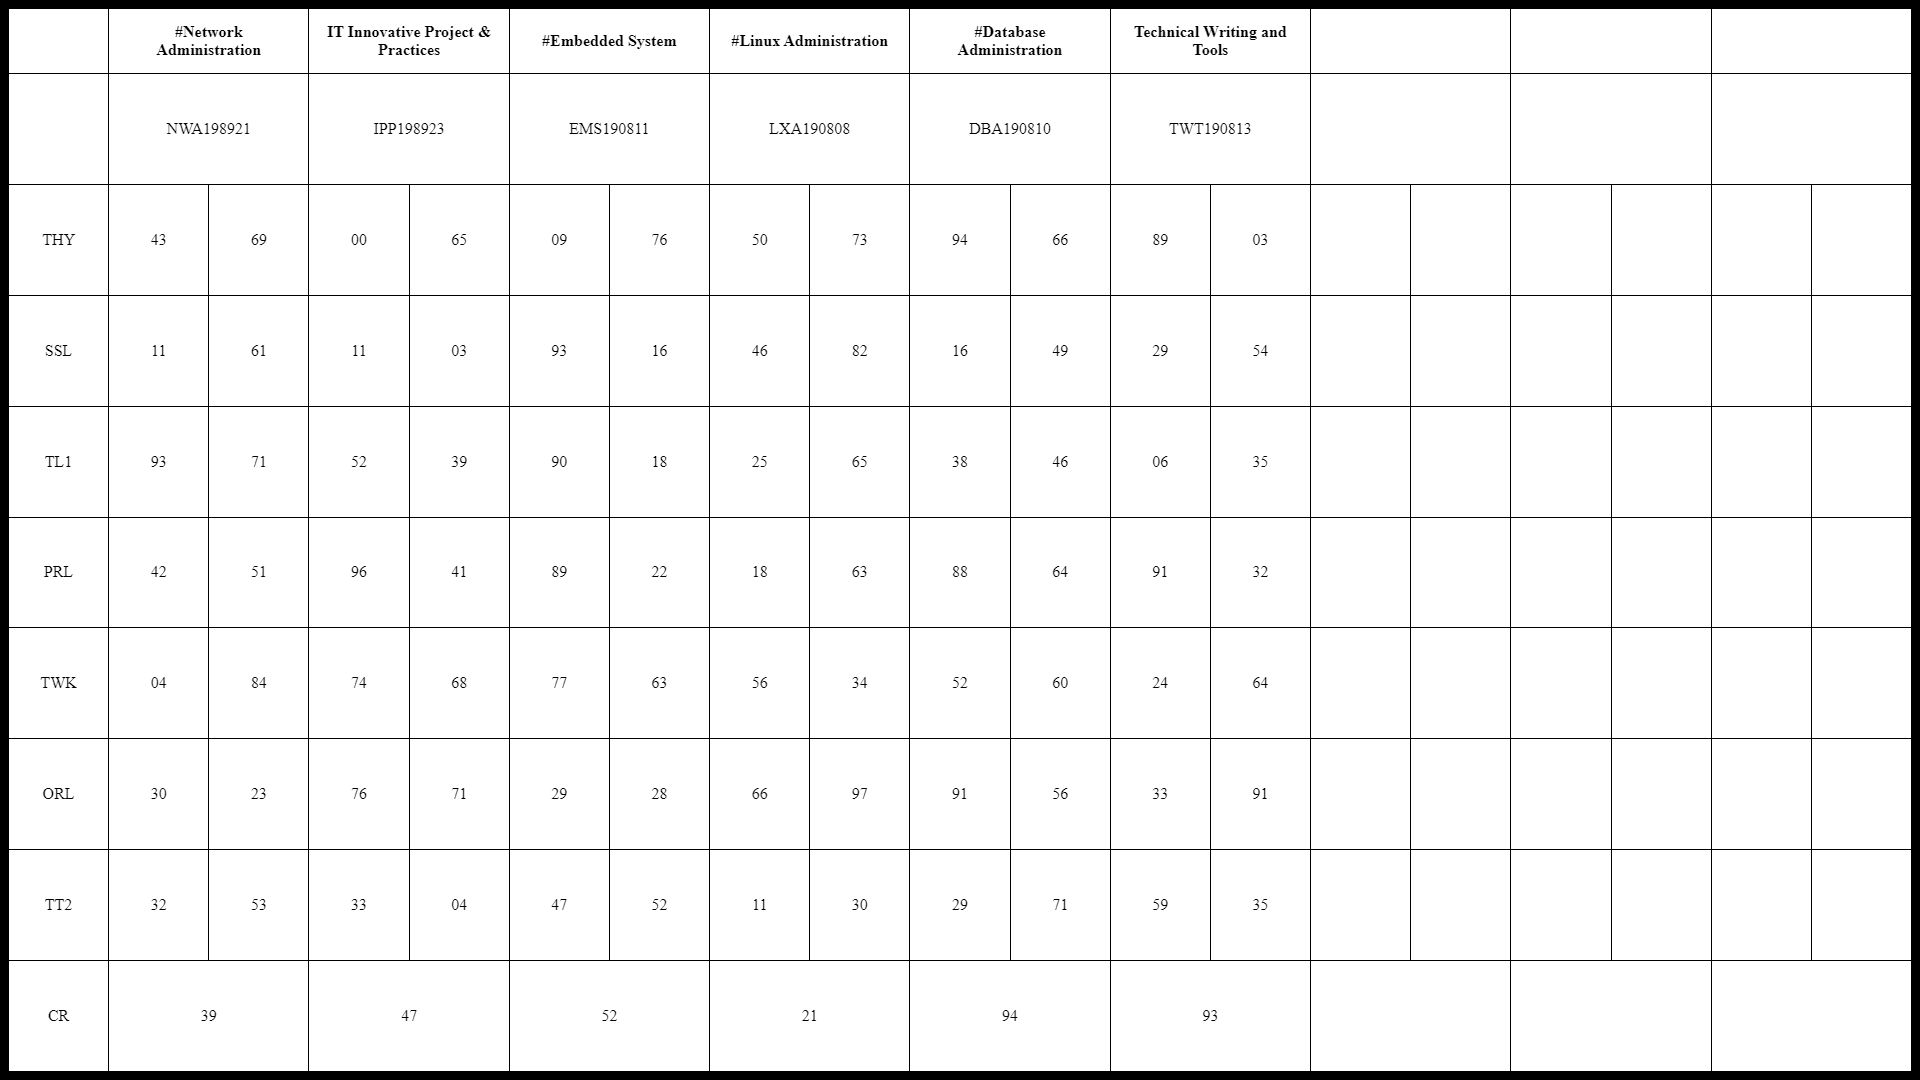 #Network Administration IT Innovative Project & Practices #Embedded System #Linux Administration #Database Administration Technical Writing and Tools
NWA198921 IPP198923 EMS190811 LXA190808 DBA190810 TWT190813
THY 43 69 00 65 09 76 50 73 94 66 89 03
SSL 11 61 11 03 93 16 46 82 16 49 29 54
TL1 93 71 52 39 90 18 25 65 38 46 06 35
PRL 42 51 96 41 89 22 18 63 88 64 91 32
TWK 04 84 74 68 77 63 56 34 52 60 24 64
ORL 30 23 76 71 29 28 66 97 91 56 33 91
TT2 32 53 33 04 47 52 11 30 29 71 59 35
CR 39 47 52 21 94 93